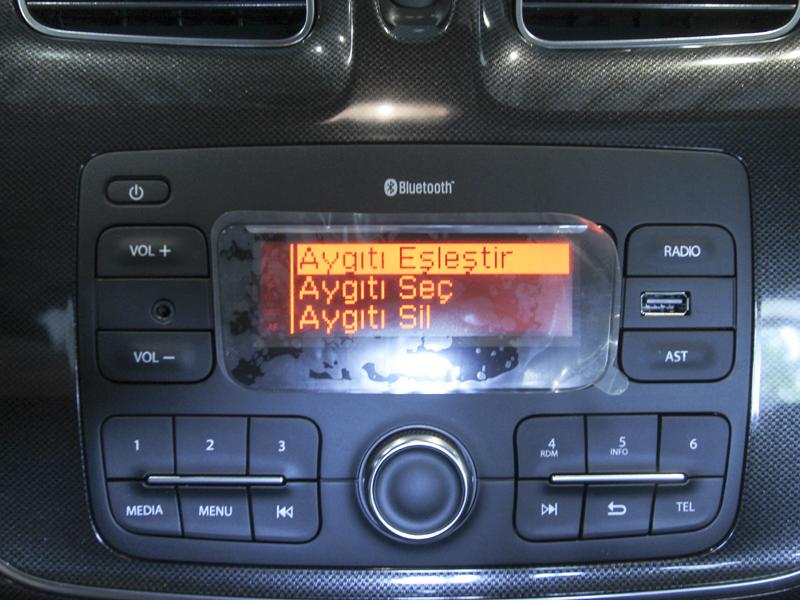 Bluetooth
VOL +
Aygıtı Eşleştir
RADIO
Aygıtı Seç
Aygıtı Sil
VOL −
AST
1 2 3
4 5 6
RDM INFO
MEDIA MENU
TEL